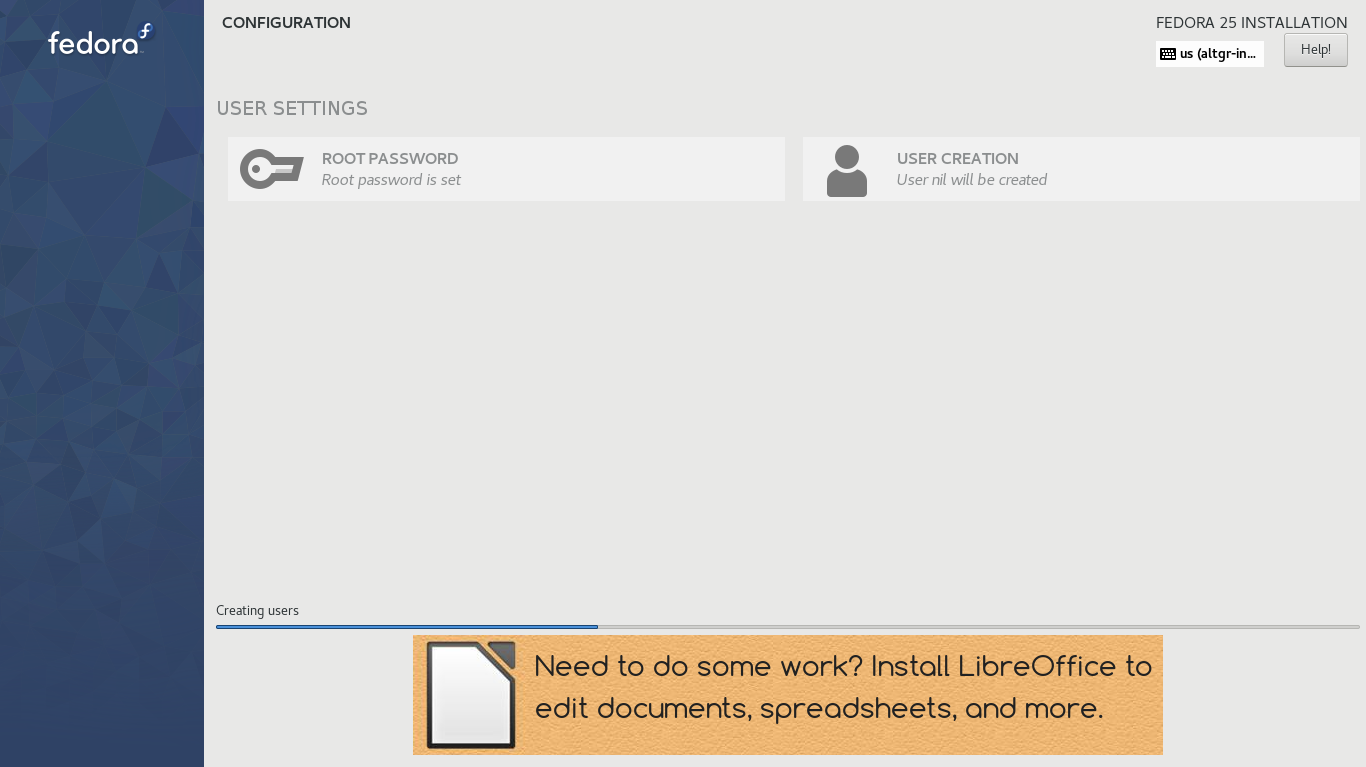 fedora
CONFIGURATION
FEDORA 25 INSTALLATION
us (altgr-in...
Help!
USER SETTINGS
ROOT PASSWORD
Root password is set
USER CREATION
User nil will be created
Creating users
Need to do some work? Install LibreOffice to
edit documents, spreadsheets, and more.